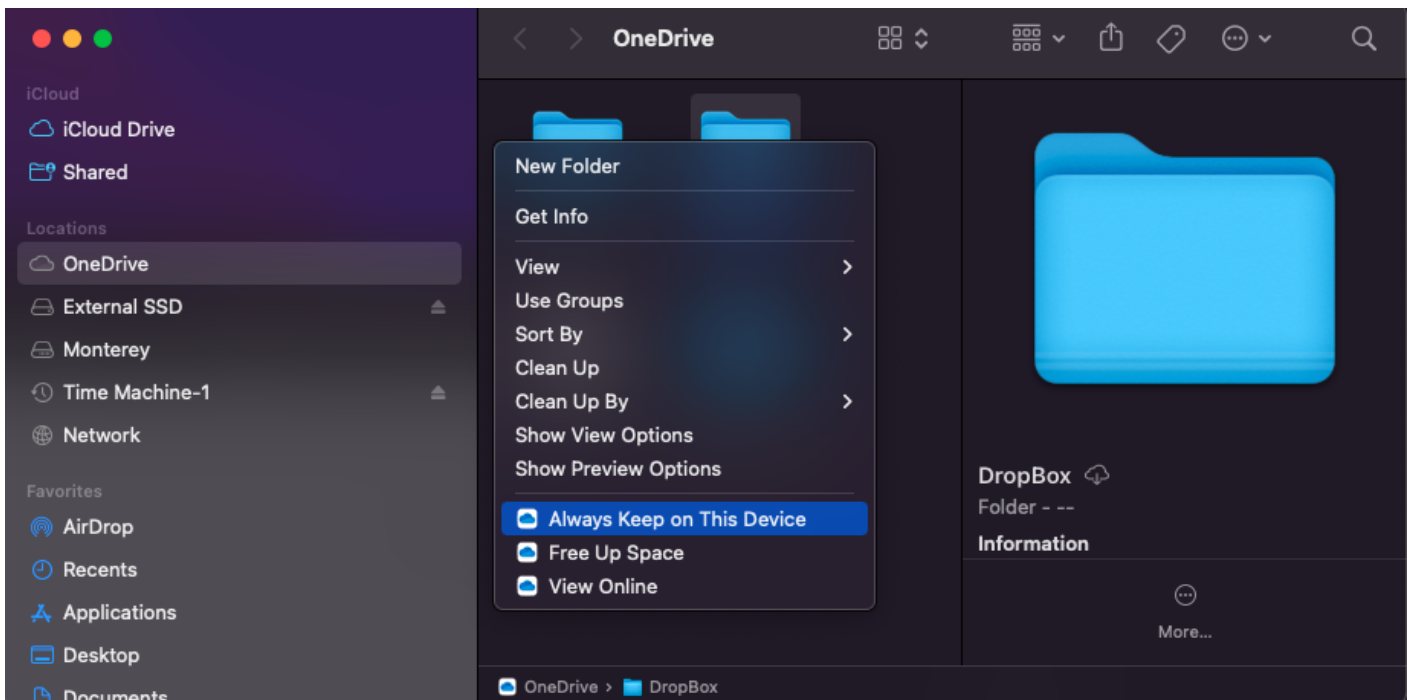 iCloud
iCloud Drive
Shared
Locations
OneDrive
External SSD
Monterey
Time Machine-1
Network
Favorites
AirDrop
Recents
Applications
Desktop
Documents
OneDrive
New Folder
Get Info
View
Use Groups
Sort By
Clean Up
Clean Up By
Show View Options
Show Preview Options
Always Keep on This Device
Free Up Space
View Online
DropBox
Folder - --
Information
More...
OneDrive › DropBox